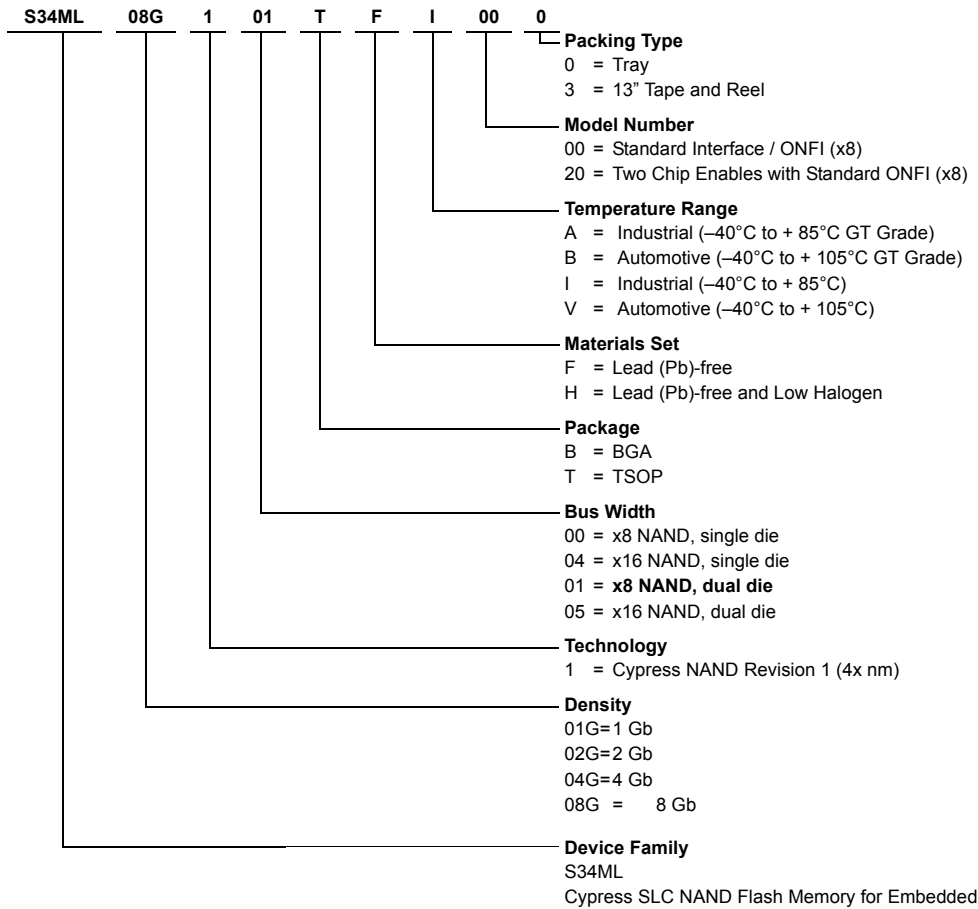 S34ML 08G 1 01 T F I 00 0
Packing Type
0 = Tray
3 = 13” Tape and Reel
Model Number
00 = Standard Interface / ONFI (x8)
20 = Two Chip Enables with Standard ONFI (x8)
Temperature Range
A = Industrial (–40°C to + 85°C GT Grade)
B = Automotive (–40°C to + 105°C GT Grade)
I = Industrial (–40°C to + 85°C)
V = Automotive (–40°C to + 105°C)
Materials Set
F = Lead (Pb)-free
H = Lead (Pb)-free and Low Halogen
Package
B = BGA
T = TSOP
Bus Width
00 = x8 NAND, single die
04 = x16 NAND, single die
01 = x8 NAND, dual die
05 = x16 NAND, dual die
Technology
1 = Cypress NAND Revision 1 (4x nm)
Density
01G=1 Gb
02G=2 Gb
04G=4 Gb
08G = 8 Gb
Device Family
S34ML
Cypress SLC NAND Flash Memory for Embedded